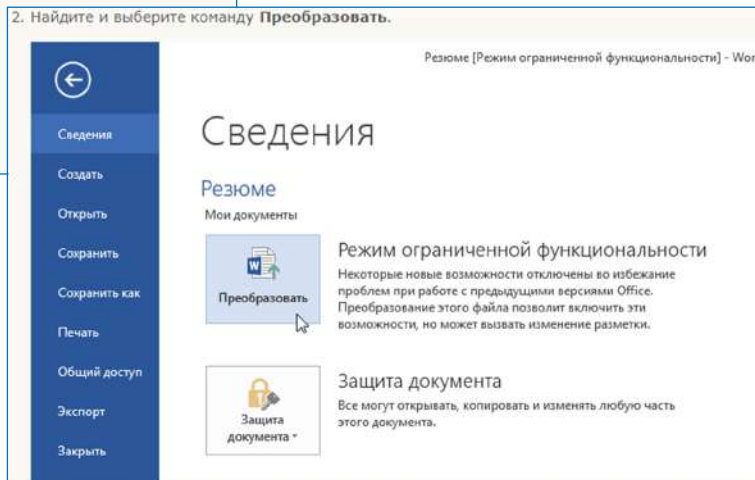 2. Найдите и выберите команду Преобразовать.
Резюме [Режим ограниченной функциональности] - Wor
Сведения
Создать
Открыть
Сохранить
Сохранить как
Печать
Общий доступ
Экспорт
Закрыть
Сведения
Резюме
Мои документы
Преобразовать
Режим ограниченной функциональности
Некоторые новые возможности отключены во избежание
проблем при работе с предыдущими версиями Office.
Преобразование этого файла позволит включить эти
возможности, но может вызвать изменение разметки.
Защита
документа
Защита документа
Все могут открывать, копировать и изменять любую часть
этого документа.